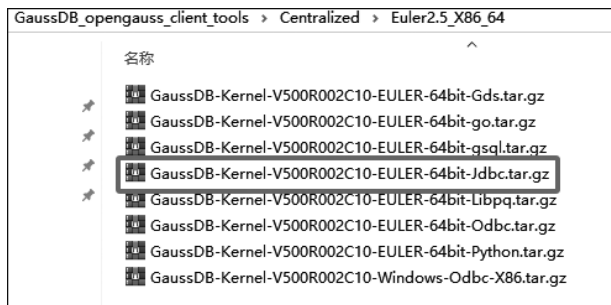 GaussDB_opengauss_client_tools › Centralized › Euler2.5_X86_64
名称
GaussDB-Kernel-V500R002C10-EULER-64bit-Gds.tar.gz
GaussDB-Kernel-V500R002C10-EULER-64bit-go.tar.gz
GaussDB-Kernel-V500R002C10-EULER-64bit-gsql.tar.gz
GaussDB-Kernel-V500R002C10-EULER-64bit-Jdbc.tar.gz
GaussDB-Kernel-V500R002C10-EULER-64bit-Libpq.tar.gz
GaussDB-Kernel-V500R002C10-EULER-64bit-Odbc.tar.gz
GaussDB-Kernel-V500R002C10-EULER-64bit-Python.tar.gz
GaussDB-Kernel-V500R002C10-Windows-Odbc-X86.tar.gz